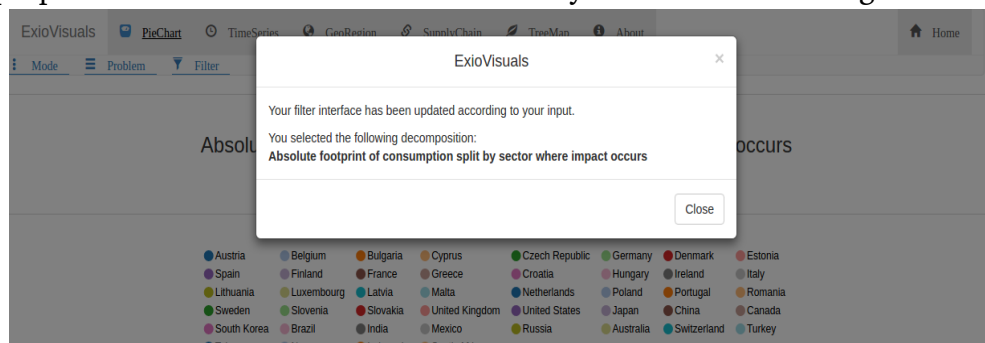 ExioVisuals PieChart TimeSeries GeoRegion SupplyChain TreeMap About Home
Mode Problem Filter
ExioVisuals ×
Your filter interface has been updated according to your input.
You selected the following decomposition:
Absolute footprint of consumption split by sector where impact occurs
Absolu occurs
Close
Austria Belgium Bulgaria Cyprus Czech Republic Germany Denmark Estonia
Spain Finland France Greece Croatia Hungary Ireland Italy
Lithuania Luxembourg Latvia Malta Netherlands Poland Portugal Romania
Sweden Slovenia Slovakia United Kingdom United States Japan China Canada
South Korea Brazil India Mexico Russia Australia Switzerland Turkey